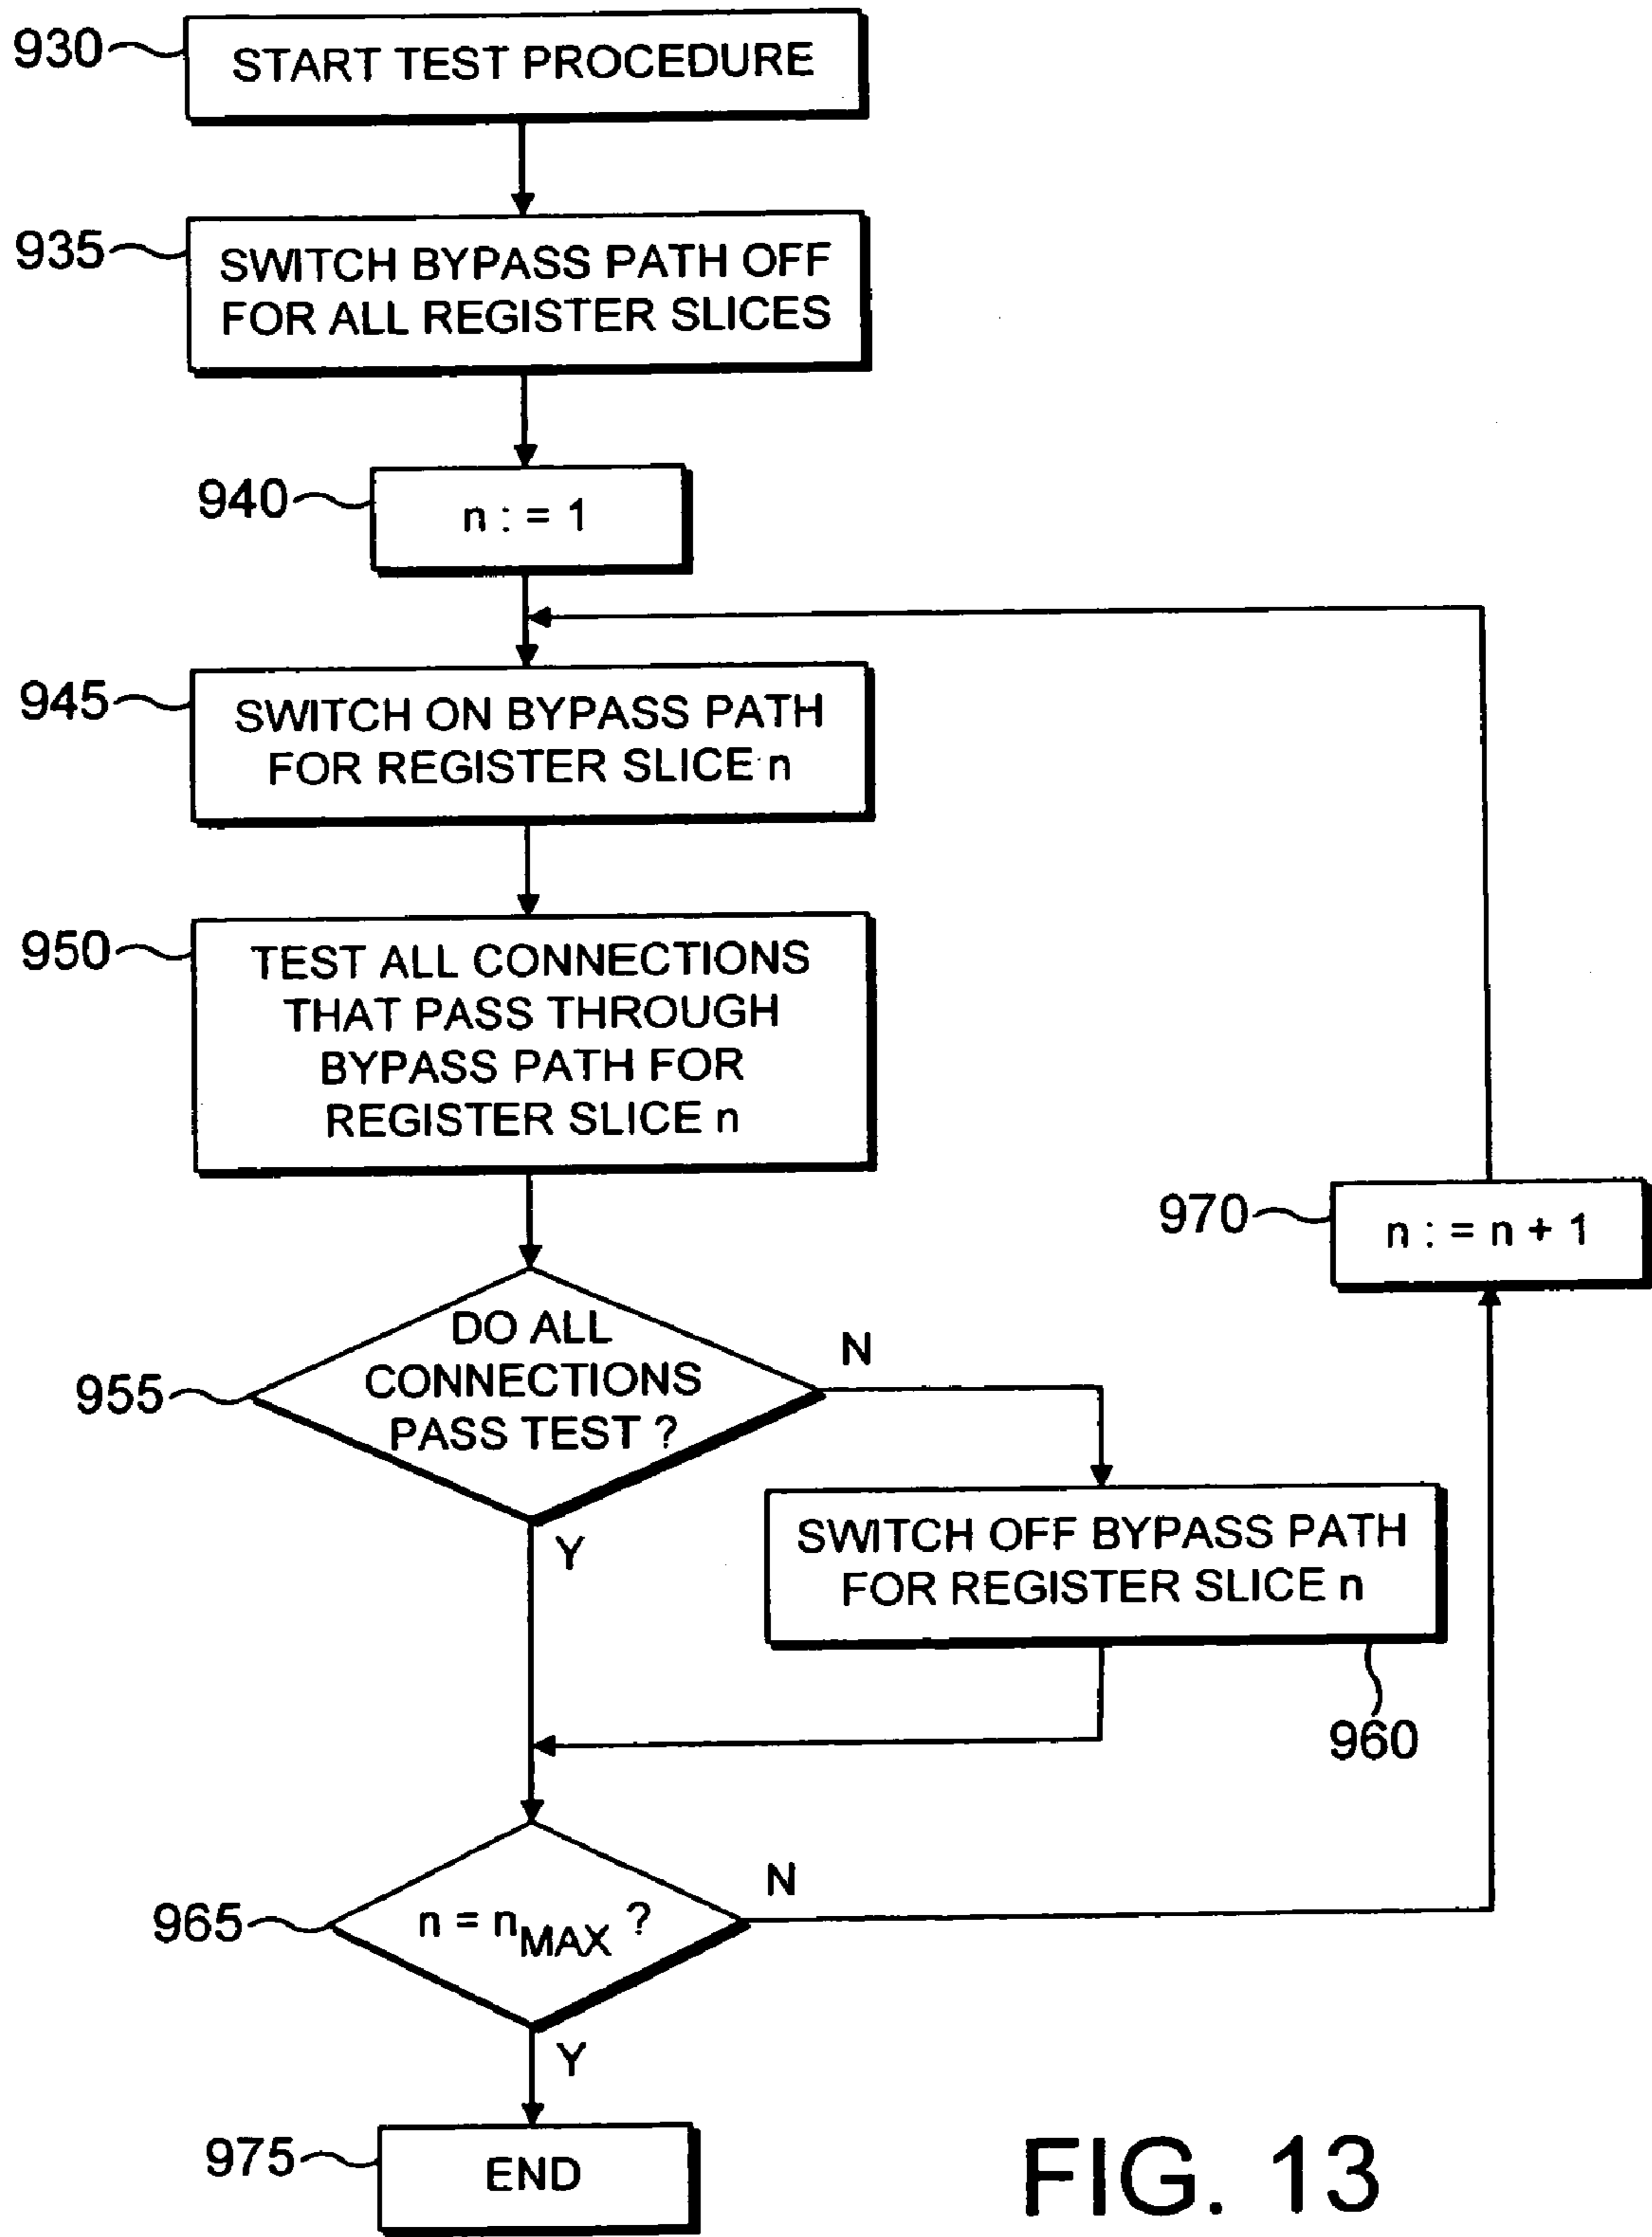 930
START TEST PROCEDURE
935
SWITCH BYPASS PATH OFF
FOR ALL REGISTER SLICES
940
n : = 1
945
SWITCH ON BYPASS PATH
FOR REGISTER SLICE n
950
TEST ALL CONNECTIONS
THAT PASS THROUGH
BYPASS PATH FOR
REGISTER SLICE n
970
n : = n + 1
955
DO ALL
CONNECTIONS
PASS TEST ?
N
Y
SWITCH OFF BYPASS PATH
FOR REGISTER SLICE n
960
965
n = nMAX ?
N
Y
975
END
FIG. 13